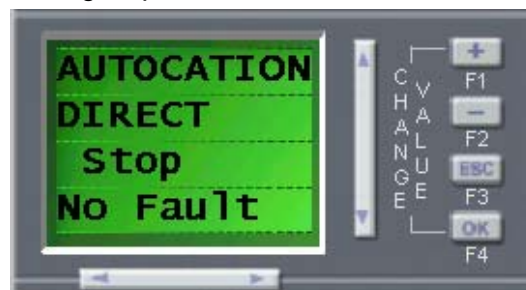 AUTOCATION
DIRECT
Stop
No Fault
CHANGE
VALUE
+
F1
−
F2
ESC
F3
OK
F4